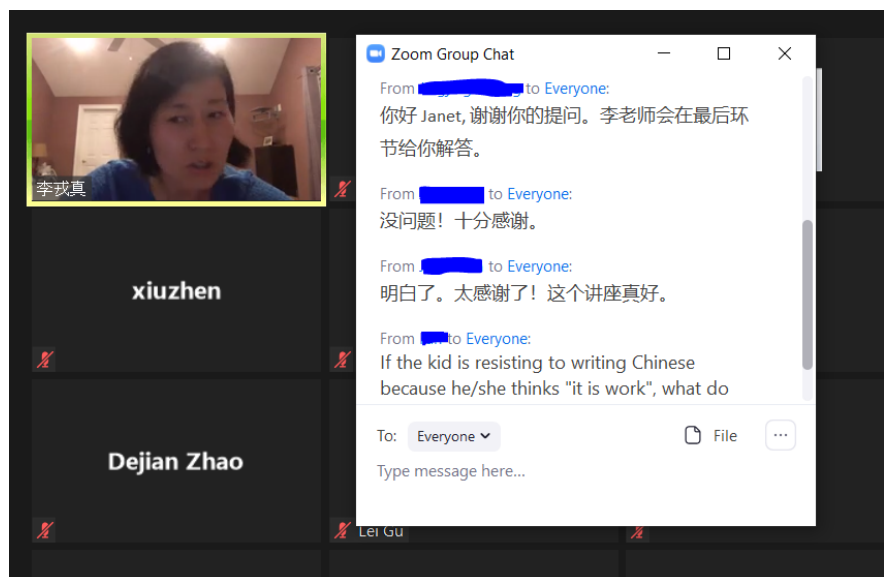 Zoom Group Chat
From to Everyone:
你好 Janet, 谢谢你的提问。李老师会在最后环
节给你解答。
From to Everyone:
没问题！十分感谢。
From to Everyone:
明白了。太感谢了！这个讲座真好。
From to Everyone:
If the kid is resisting to writing Chinese
because he/she thinks "it is work", what do
To: Everyone File ...
Type message here...
李戎真
xiuzhen
Dejian Zhao
Lei Gu